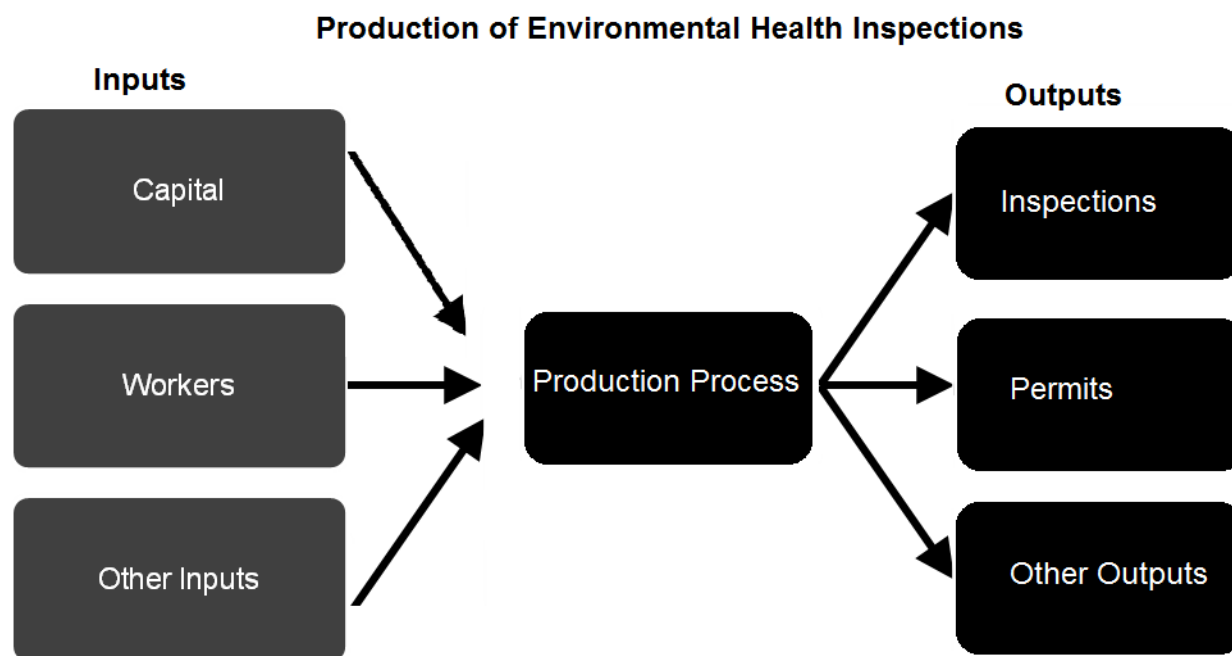 Production of Environmental Health Inspections
Inputs
Outputs
Capital
Inspections
Workers
Production Process
Permits
Other Inputs
Other Outputs